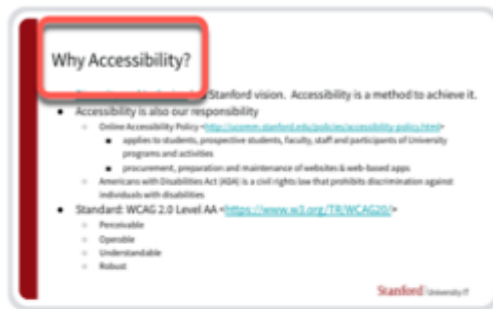 Why Accessibility?
Stanford vision. Accessibility is a method to achieve it.
• Accessibility is also our responsibility
○ Online Accessibility Policy <http://ucomm.stanford.edu/policies/accessibility-policy.html>
■ applies to students, prospective students, faculty, staff and participants of University
programs and activities
■ procurement, preparation and maintenance of websites & web-based apps
○ Americans with Disabilities Act (ADA) is a civil rights law that prohibits discrimination against
individuals with disabilities
• Standard: WCAG 2.0 Level AA <https://www.w3.org/TR/WCAG20/>
○ Perceivable
○ Operable
○ Understandable
○ Robust
Stanford University IT